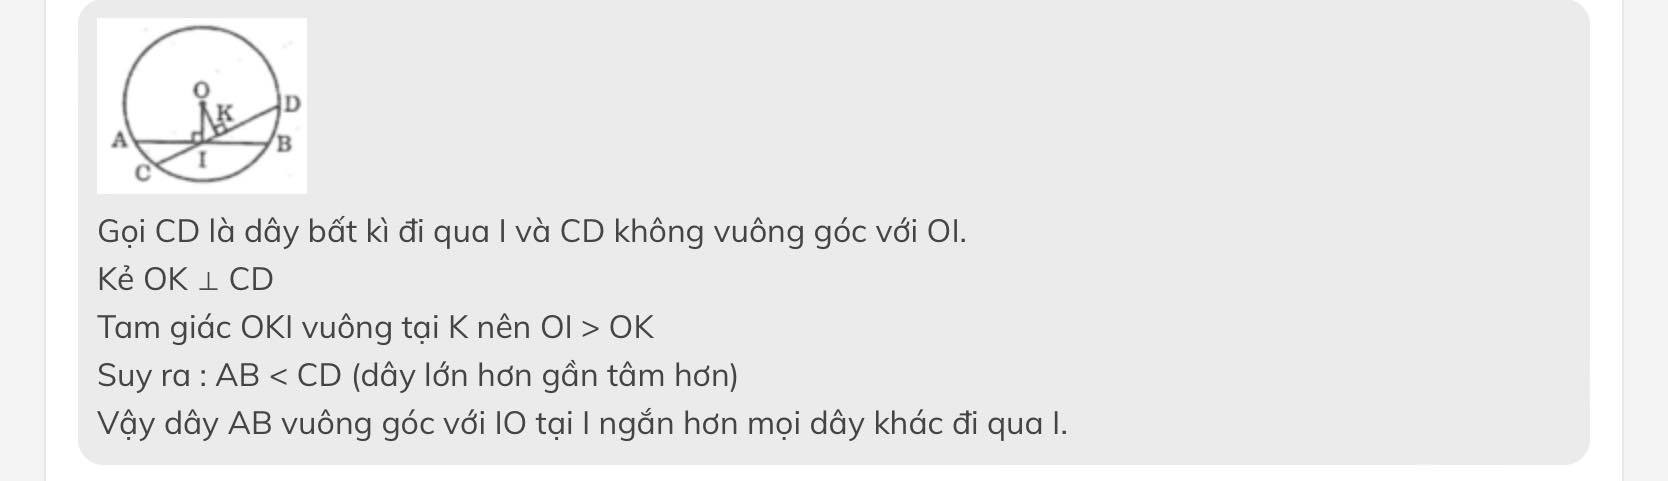 O
K
D
A
B
I
C
Gọi CD là dây bất kì đi qua I và CD không vuông góc với OI.
Kẻ OK ⊥ CD
Tam giác OKI vuông tại K nên OI > OK
Suy ra : AB < CD (dây lớn hơn gần tâm hơn)
Vậy dây AB vuông góc với IO tại I ngắn hơn mọi dây khác đi qua I.